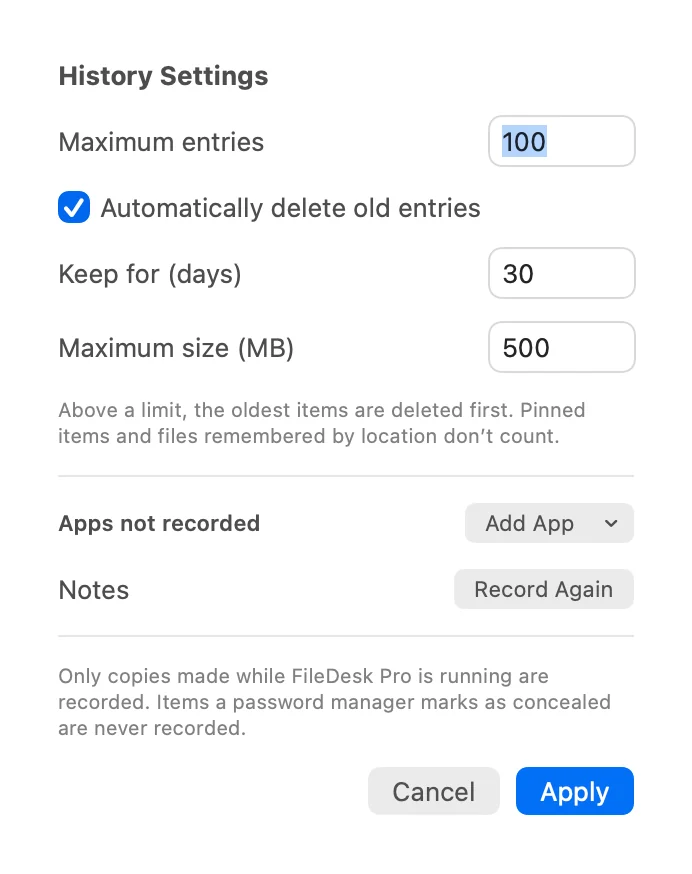 History Settings
Maximum entries 100
Automatically delete old entries
Keep for (days) 30
Maximum size (MB) 500
Above a limit, the oldest items are deleted first. Pinned
items and files remembered by location don’t count.
Apps not recorded Add App
Notes Record Again
Only copies made while FileDesk Pro is running are
recorded. Items a password manager marks as concealed
are never recorded.
Cancel Apply